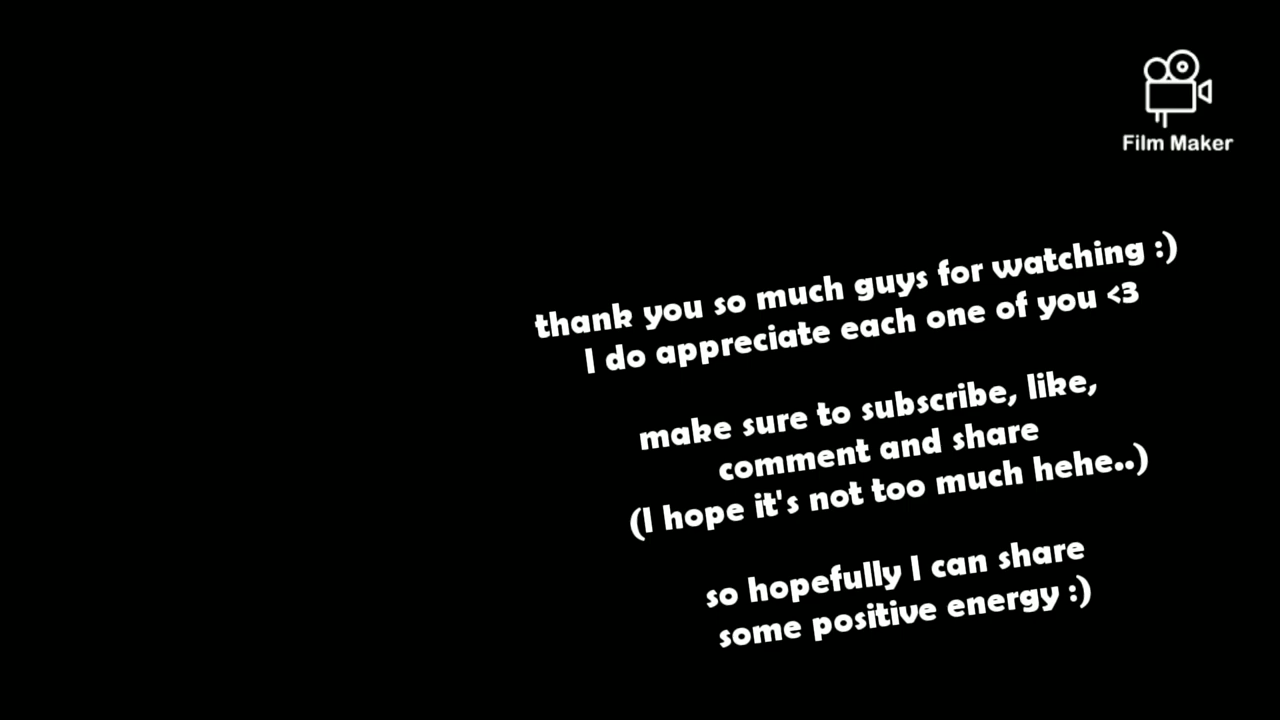 Film Maker
thank you so much guys for watching :)
I do appreciate each one of you <3
make sure to subscribe, like,
comment and share
(I hope it's not too much hehe..)
so hopefully I can share
some positive energy :)